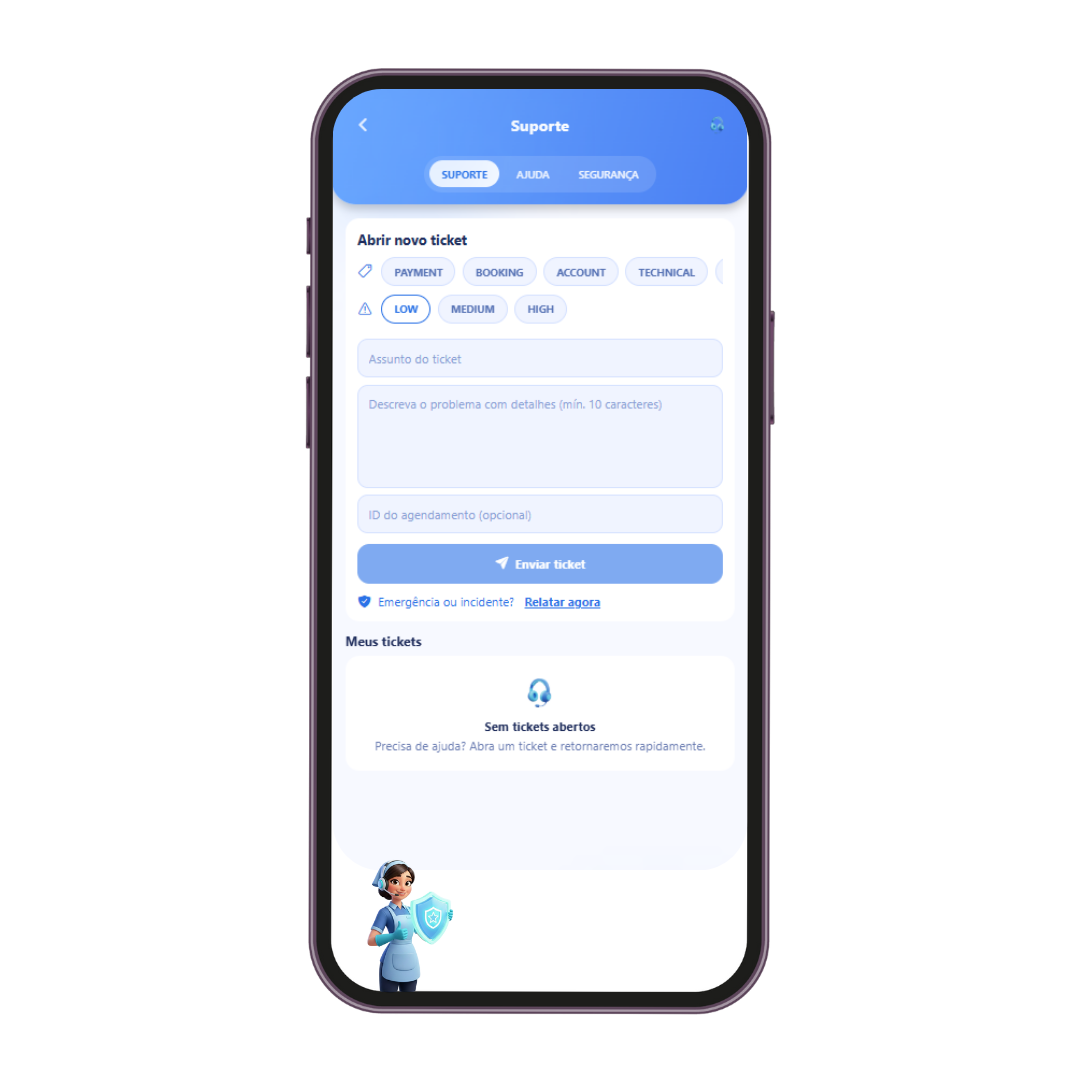 Suporte
SUPORTE AJUDA SEGURANÇA
Abrir novo ticket
PAYMENT BOOKING ACCOUNT TECHNICAL
LOW MEDIUM HIGH
Assunto do ticket
Descreva o problema com detalhes (mín. 10 caracteres)
ID do agendamento (opcional)
Enviar ticket
Emergência ou incidente? Relatar agora
Meus tickets
Sem tickets abertos
Precisa de ajuda? Abra um ticket e retornaremos rapidamente.